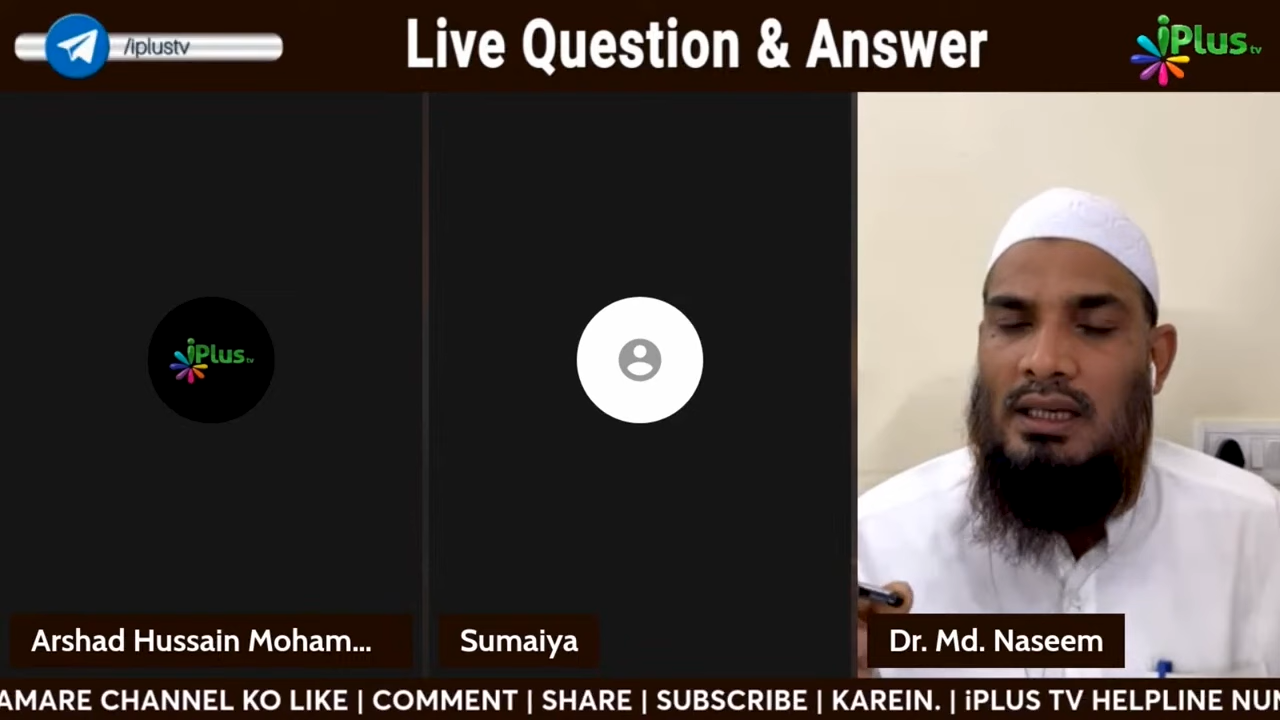 /iplustv
Live Question & Answer
iPlus tv
iPlus tv
Arshad Hussain Moham...
Sumaiya
Dr. Md. Naseem
AMARE CHANNEL KO LIKE | COMMENT | SHARE | SUBSCRIBE | KAREIN. | iPLUS TV HELPLINE NUM